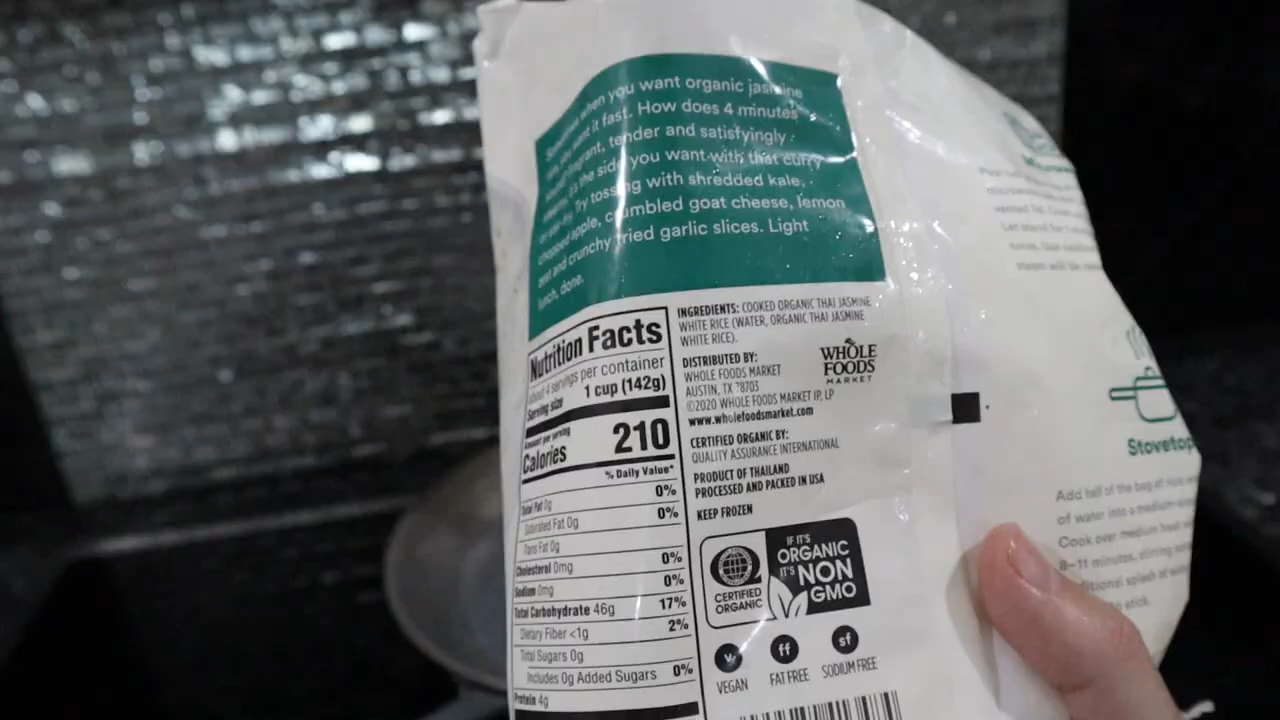 when you want organic jasmine
you want it fast. How does 4 minutes
fragrant, tender and satisfyingly
it's the side you want with that curry
Try tossing with shredded kale,
chopped apple, crumbled goat cheese, lemon
zest and crunchy fried garlic slices. Light
lunch, done.
Nutrition Facts
about 4 servings per container
Serving size 1 cup (142g)
Amount per serving
Calories 210
% Daily Value*
Total Fat 0g 0%
Saturated Fat 0g 0%
Trans Fat 0g
Cholesterol 0mg 0%
Sodium 0mg 0%
Total Carbohydrate 46g 17%
Dietary Fiber <1g 2%
Total Sugars 0g
Includes 0g Added Sugars 0%
Protein 4g
INGREDIENTS: COOKED ORGANIC THAI JASMINE
WHITE RICE (WATER, ORGANIC THAI JASMINE
WHITE RICE).
DISTRIBUTED BY:
WHOLE FOODS MARKET
AUSTIN, TX 78703
©2020 WHOLE FOODS MARKET IP, LP
www.wholefoodsmarket.com
WHOLE
FOODS
MARKET
CERTIFIED ORGANIC BY:
QUALITY ASSURANCE INTERNATIONAL
PRODUCT OF THAILAND
PROCESSED AND PACKED IN USA
KEEP FROZEN
CERTIFIED
ORGANIC
IF IT'S
ORGANIC
IT'S NON
GMO
v
VEGAN
ff
FAT FREE
sf
SODIUM FREE
Stovetop
Add half of the bag of rice
of water into a medium
Cook over medium heat
8–11 minutes, stirring
splash of
stick.